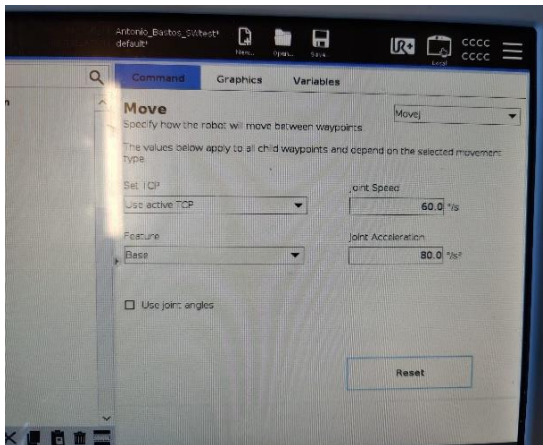 Antonio_Bastos_SWtest*
default*
New... Open... Save...
UR+
Local
CCCC
CCCC
Command Graphics Variables
Move
MoveJ
Specify how the robot will move between waypoints.
The values below apply to all child waypoints and depend on the selected movement
type.
Set TCP Joint Speed
Use active TCP 60.0 °/s
Feature Joint Acceleration
Base 80.0 °/s²
Use joint angles
Reset